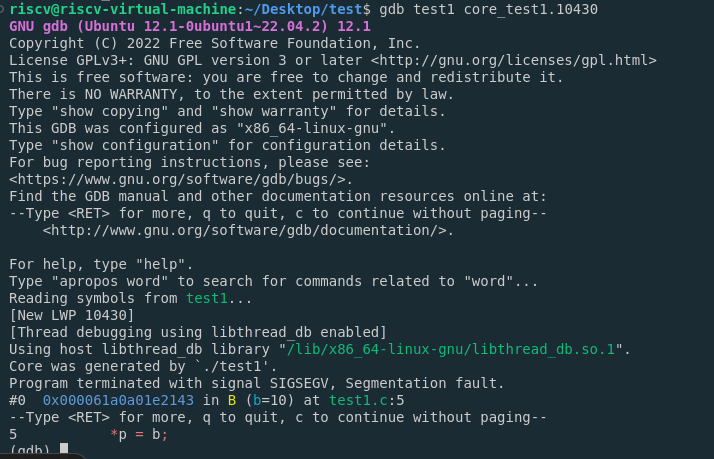 riscv@riscv-virtual-machine:~/Desktop/test$ gdb test1 core_test1.10430
GNU gdb (Ubuntu 12.1-0ubuntu1~22.04.2) 12.1
Copyright (C) 2022 Free Software Foundation, Inc.
License GPLv3+: GNU GPL version 3 or later <http://gnu.org/licenses/gpl.html>
This is free software: you are free to change and redistribute it.
There is NO WARRANTY, to the extent permitted by law.
Type "show copying" and "show warranty" for details.
This GDB was configured as "x86_64-linux-gnu".
Type "show configuration" for configuration details.
For bug reporting instructions, please see:
<https://www.gnu.org/software/gdb/bugs/>.
Find the GDB manual and other documentation resources online at:
--Type <RET> for more, q to quit, c to continue without paging--
    <http://www.gnu.org/software/gdb/documentation/>.

For help, type "help".
Type "apropos word" to search for commands related to "word"...
Reading symbols from test1...
[New LWP 10430]
[Thread debugging using libthread_db enabled]
Using host libthread_db library "/lib/x86_64-linux-gnu/libthread_db.so.1".
Core was generated by `./test1'.
Program terminated with signal SIGSEGV, Segmentation fault.
#0  0x000061a0a01e2143 in B (b=10) at test1.c:5
--Type <RET> for more, q to quit, c to continue without paging--
5           *p = b;
(gdb)